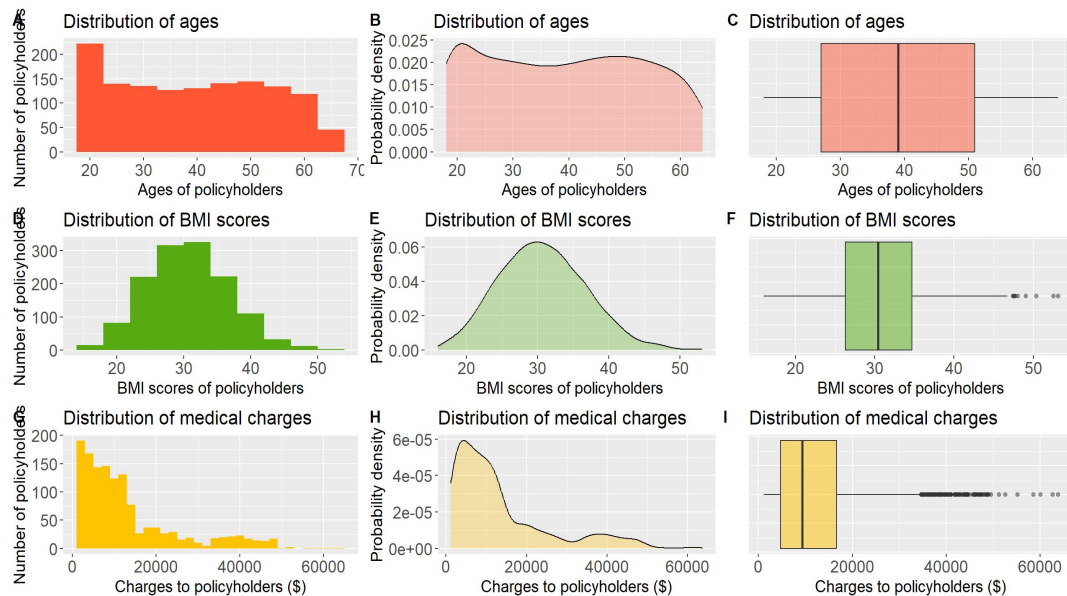 A
Distribution of ages
Number of policyholders
200
150
100
50
0
20 30 40 50 60 70
Ages of policyholders
B
Distribution of ages
Probability density
0.025
0.020
0.015
0.010
0.005
0.000
20 30 40 50 60
Ages of policyholders
C
Distribution of ages
20 30 40 50 60
Ages of policyholders
D
Distribution of BMI scores
Number of policyholders
300
200
100
0
20 30 40 50
BMI scores of policyholders
E
Distribution of BMI scores
Probability density
0.06
0.04
0.02
0.00
20 30 40 50
BMI scores of policyholders
F
Distribution of BMI scores
20 30 40 50
BMI scores of policyholders
G
Distribution of medical charges
Number of policyholders
200
150
100
50
0
0 20000 40000 60000
Charges to policyholders ($)
H
Distribution of medical charges
Probability density
6e-05
4e-05
2e-05
0e+00
0 20000 40000 60000
Charges to policyholders ($)
I
Distribution of medical charges
0 20000 40000 60000
Charges to policyholders ($)